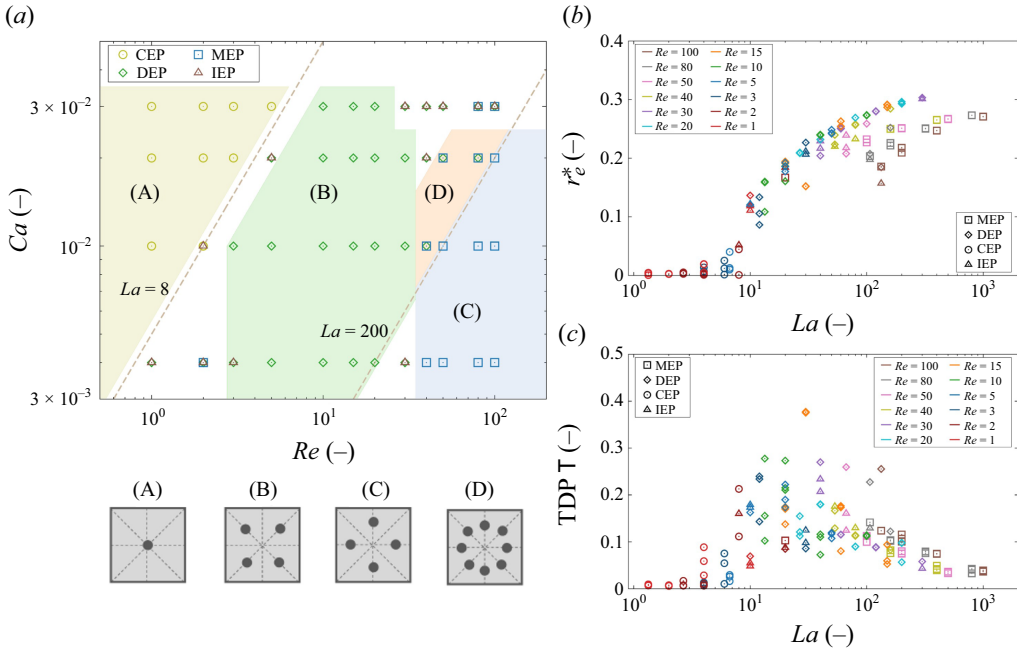 (a)
CEP
MEP
DEP
IEP
3 × 10⁻²
10⁻²
3 × 10⁻³
Ca (–)
(A)
(B)
(D)
(C)
La = 8
La = 200
10⁰
10¹
10²
Re (–)
(A)
(B)
(C)
(D)
(b)
0.4
0.3
0.2
0.1
0
rₑ* (–)
Re = 100
Re = 15
Re = 80
Re = 10
Re = 50
Re = 5
Re = 40
Re = 3
Re = 30
Re = 2
Re = 20
Re = 1
MEP
DEP
CEP
IEP
10⁰
10¹
10²
10³
La (–)
(c)
0.5
0.4
0.3
0.2
0.1
0
TDP T (–)
MEP
DEP
CEP
IEP
Re = 100
Re = 15
Re = 80
Re = 10
Re = 50
Re = 5
Re = 40
Re = 3
Re = 30
Re = 2
Re = 20
Re = 1
10⁰
10¹
10²
10³
La (–)